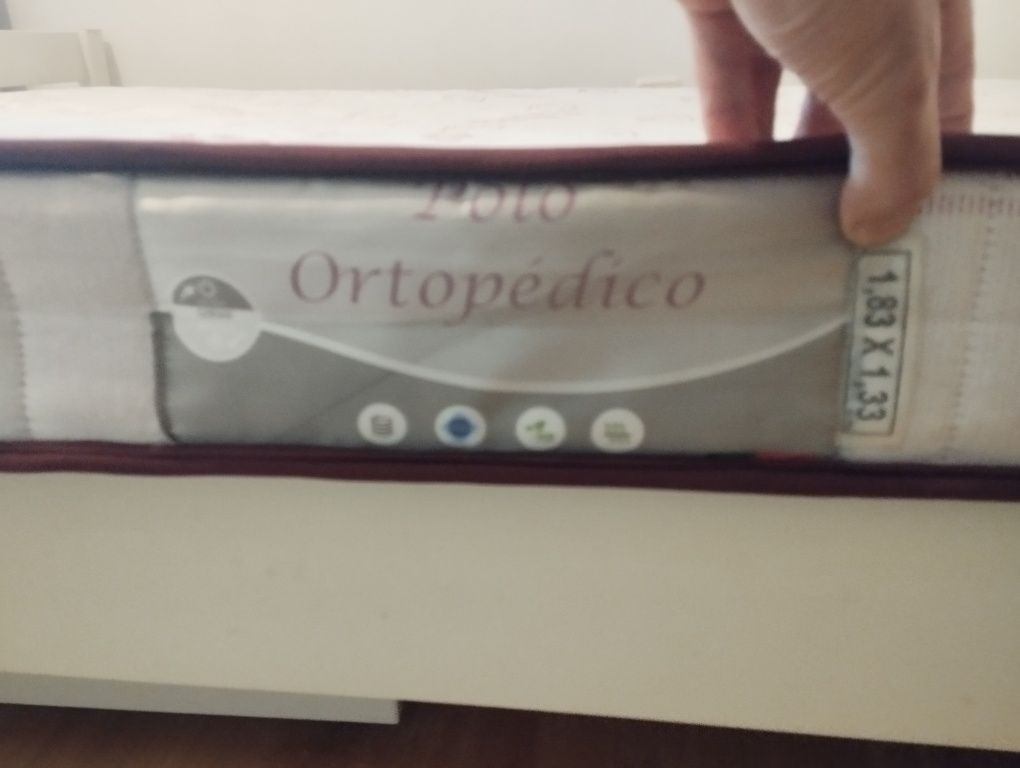 Polo
Ortopédico
1,83 X 1,33